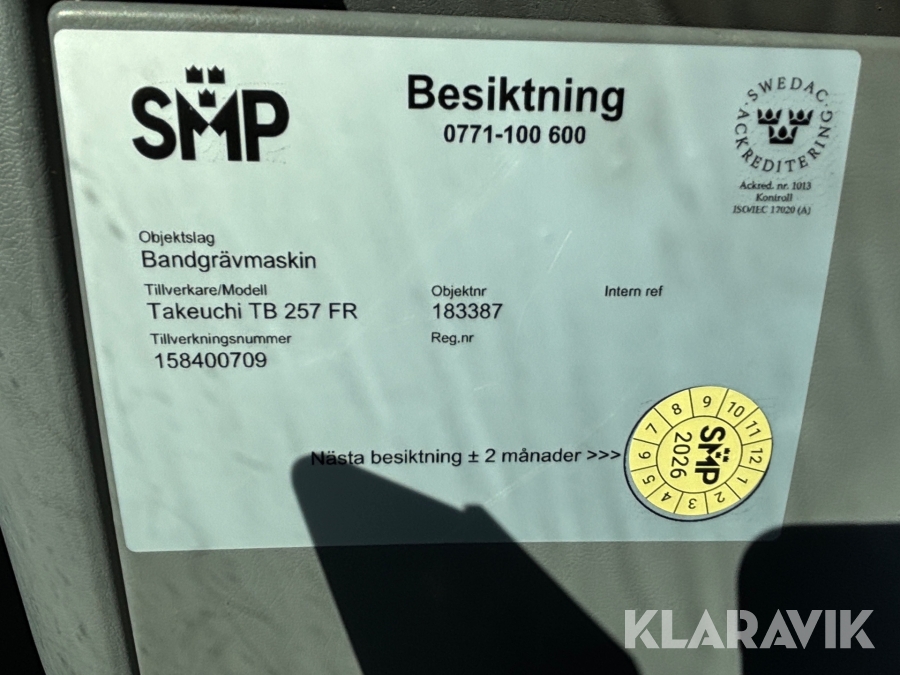 SMP
Besiktning
0771-100 600
SWEDAC
ACKREDITERING
Ackred. nr. 1013
Kontroll
ISO/IEC 17020 (A)
Objektslag
Bandgrävmaskin
Tillverkare/Modell
Takeuchi TB 257 FR
Objektnr
183387
Intern ref
Tillverkningsnummer
158400709
Reg.nr
Nästa besiktning ± 2 månader >>>
1 2 3 4 5 6 7 8 9 10 11 12
SMP
2026
KLARAVIK